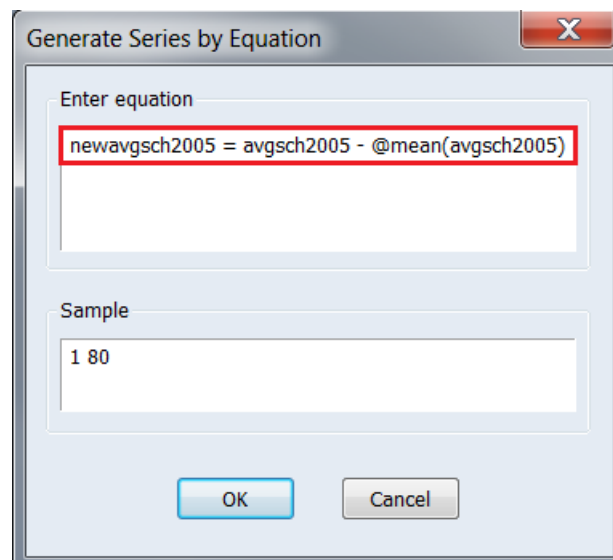 Generate Series by Equation
X
Enter equation
newavgsch2005 = avgsch2005 - @mean(avgsch2005)
Sample
1 80
OK
Cancel